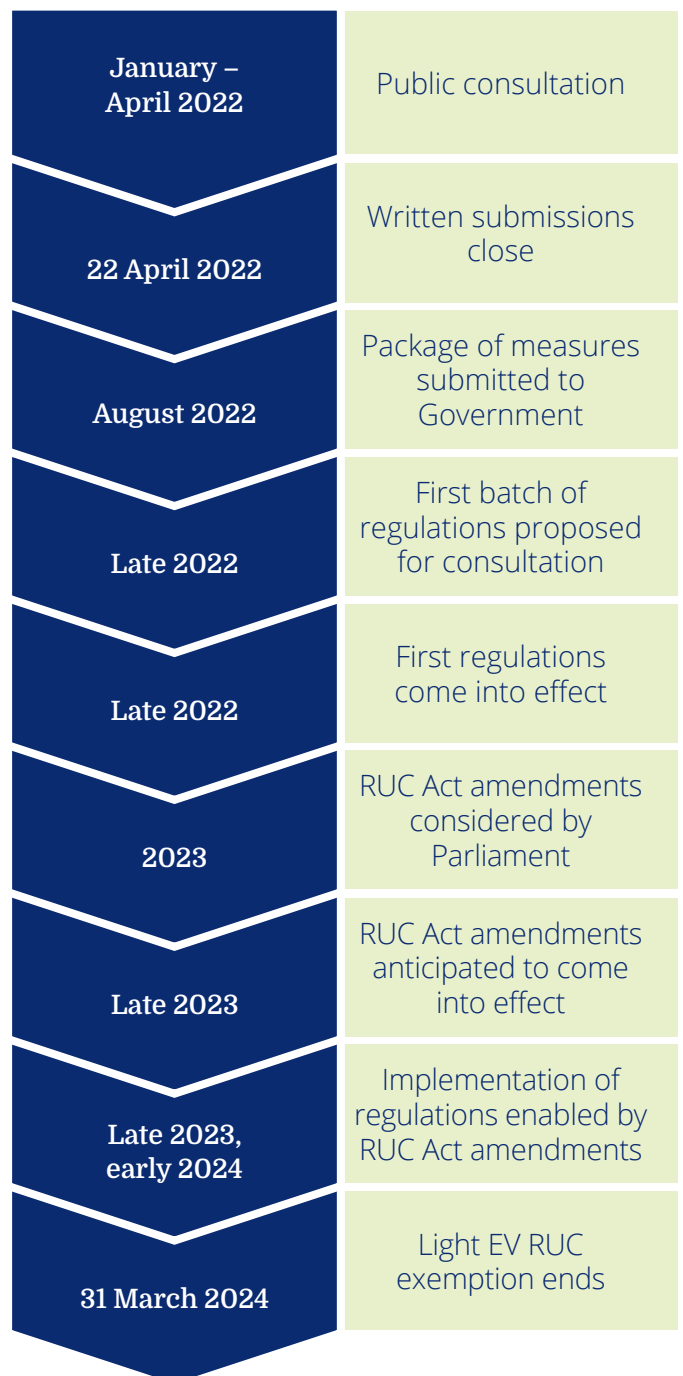 January –
April 2022
Public consultation
22 April 2022
Written submissions
close
August 2022
Package of measures
submitted to
Government
Late 2022
First batch of
regulations proposed
for consultation
Late 2022
First regulations
come into effect
2023
RUC Act amendments
considered by
Parliament
Late 2023
RUC Act amendments
anticipated to come
into effect
Late 2023,
early 2024
Implementation of
regulations enabled by
RUC Act amendments
31 March 2024
Light EV RUC
exemption ends